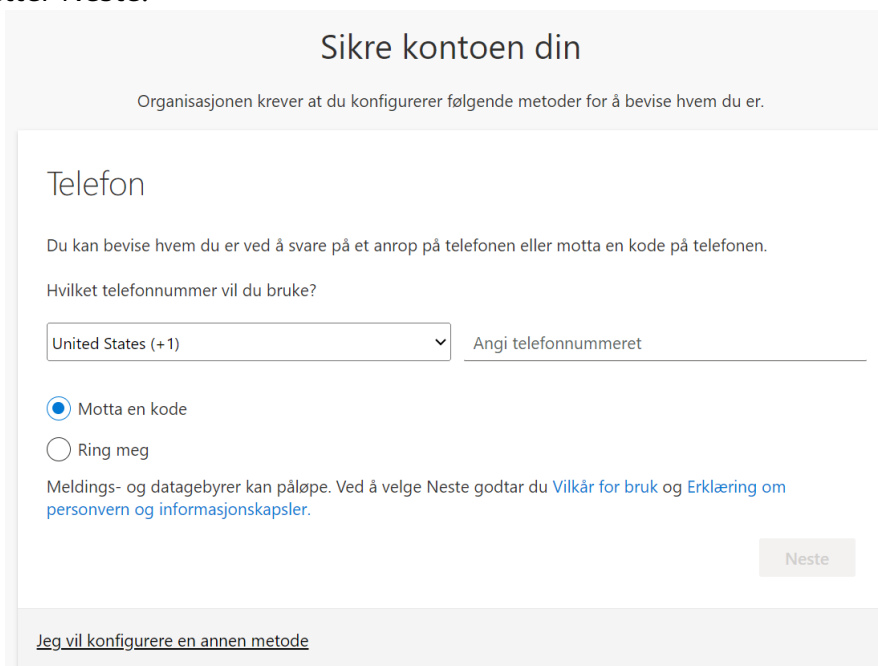 Neste.
Sikre kontoen din
Organisasjonen krever at du konfigurerer følgende metoder for å bevise hvem du er.
Telefon
Du kan bevise hvem du er ved å svare på et anrop på telefonen eller motta en kode på telefonen.
Hvilket telefonnummer vil du bruke?
United States (+1) Angi telefonnummeret
Motta en kode
Ring meg
Meldings- og datagebyrer kan påløpe. Ved å velge Neste godtar du Vilkår for bruk og Erklæring om
personvern og informasjonskapsler.
Neste
Jeg vil konfigurere en annen metode